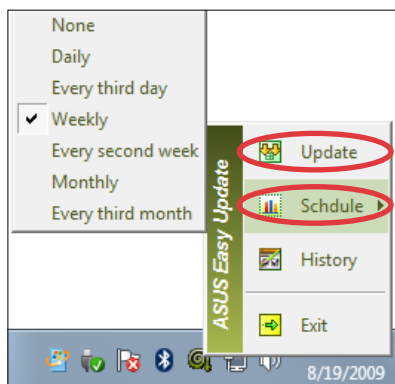 None
Daily
Every third day
Weekly
Every second week
Monthly
Every third month
ASUS Easy Update
Update
Schdule
History
Exit
8/19/2009